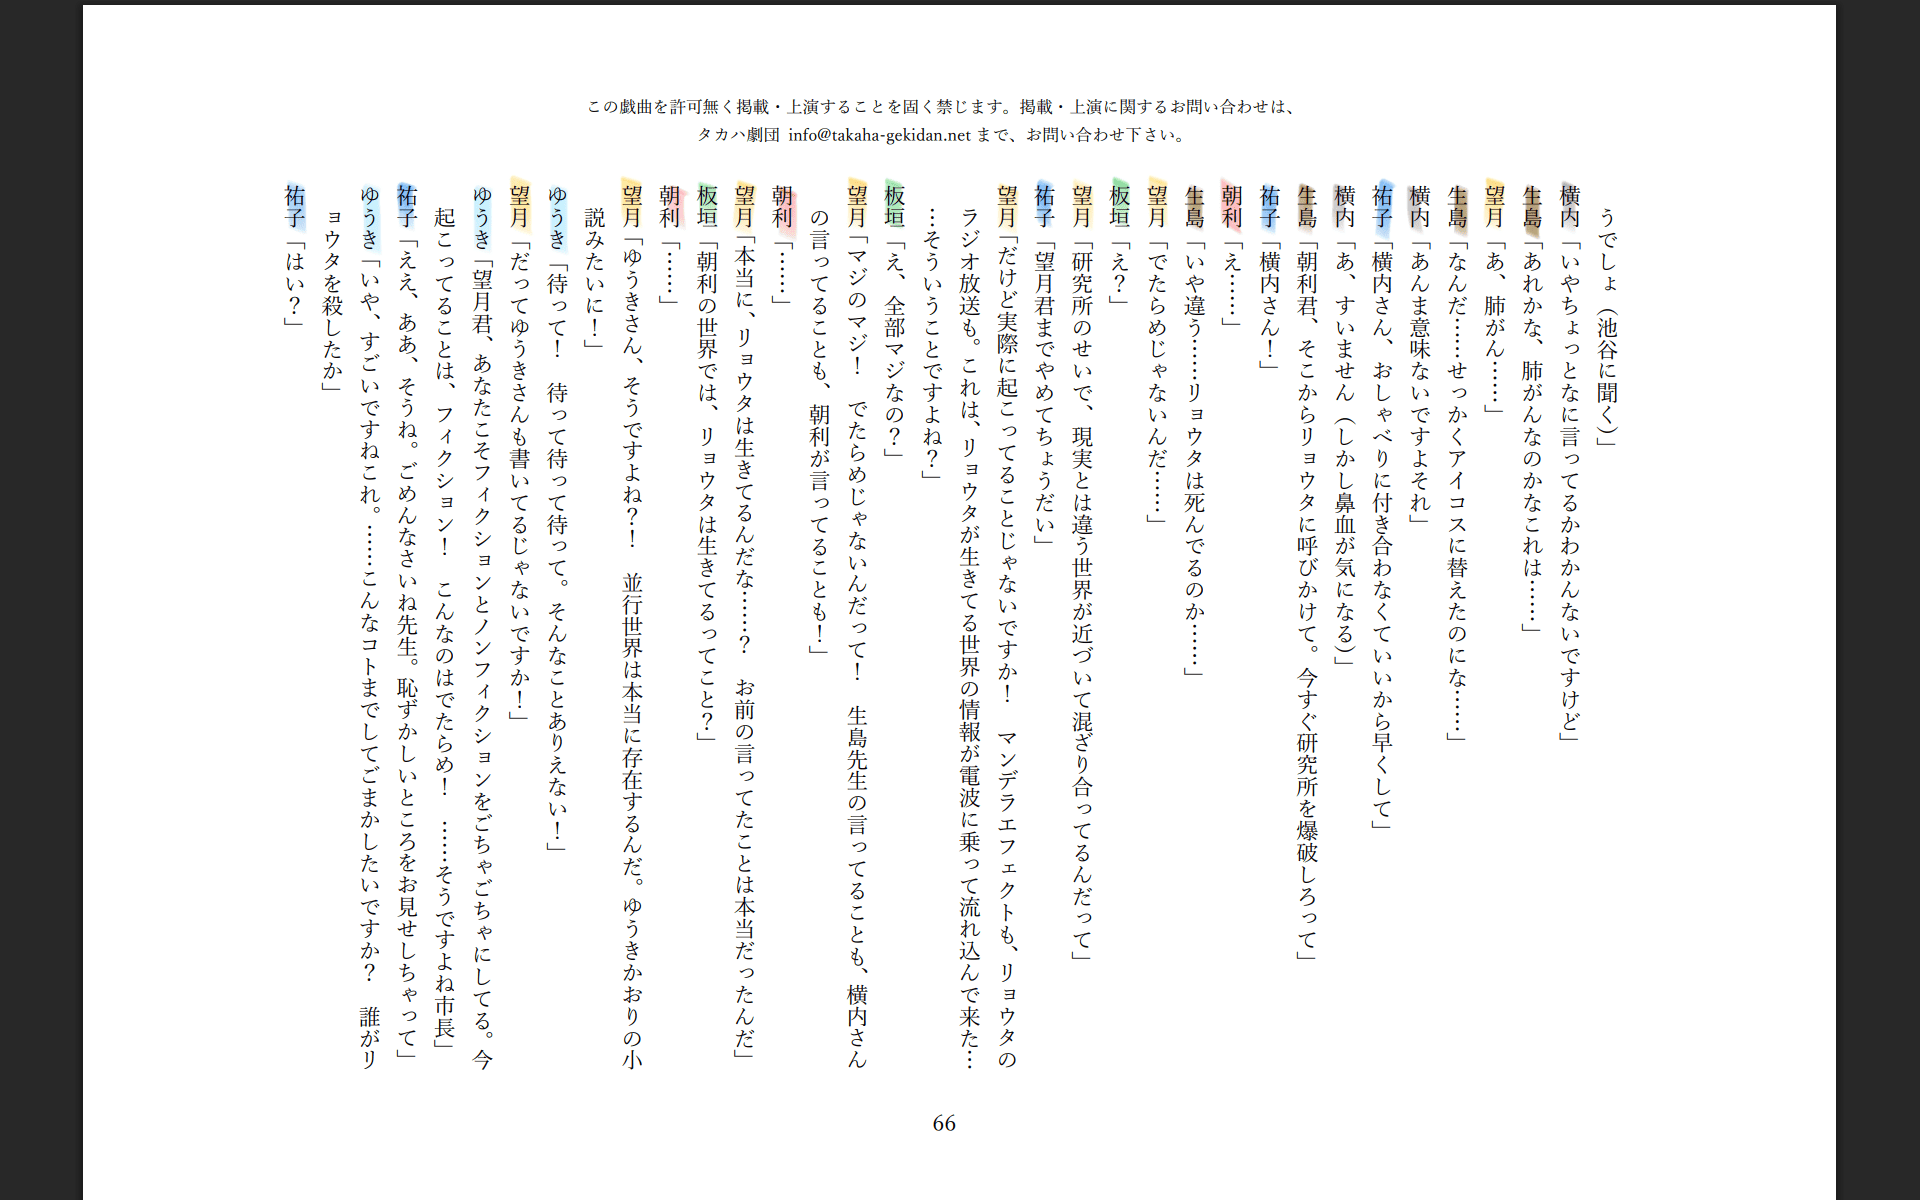 この戯曲を許可無く掲載・上演することを固く禁じます。掲載・上演に関するお問い合わせは、
タカハ劇団 info@takaha-gekidan.net まで、お問い合わせ下さい。
うでしょ（池谷に聞く）」
横内「いやちょっとなに言ってるかわかんないですけど」
生島「あれかな、肺がんなのかなこれは……」
望月「あ、肺がん……」
生島「なんだ……せっかくアイコスに替えたのにな……」
横内「あんま意味ないですよそれ」
祐子「横内さん、おしゃべりに付き合わなくていいから早くして」
横内「あ、すいません（しかし鼻血が気になる）」
生島「朝利君、そこからリョウタに呼びかけて。今すぐ研究所を爆破しろって」
祐子「横内さん！」
朝利「え……」
生島「いや違う……リョウタは死んでるのか……」
望月「でたらめじゃないんだ……」
板垣「え？」
望月「研究所のせいで、現実とは違う世界が近づいて混ざり合ってるんだって」
祐子「望月君までやめてちょうだい」
望月「だけど実際に起こってることじゃないですか！　マンデラエフェクトも、リョウタの
ラジオ放送も。これは、リョウタが生きてる世界の情報が電波に乗って流れ込んで来た…
…そういうことですよね？」
板垣「え、全部マジなの？」
望月「マジのマジ！　でたらめじゃないんだって！　生島先生の言ってることも、横内さん
の言ってることも、朝利が言ってることも！」
朝利「……」
望月「本当に、リョウタは生きてるんだな……？　お前の言ってたことは本当だったんだ」
板垣「朝利の世界では、リョウタは生きてるってこと？」
朝利「……」
望月「ゆうきさん、そうですよね？！　並行世界は本当に存在するんだ。ゆうきかおりの小
説みたいに！」
ゆうき「待って！　待って待って待って。そんなことありえない！」
望月「だってゆうきさんも書いてるじゃないですか！」
ゆうき「望月君、あなたこそフィクションとノンフィクションをごちゃごちゃにしてる。今
起こってることは、フィクション！　こんなのはでたらめ！　……そうですよね市長」
祐子「ええ、ああ、そうね。ごめんなさいね先生。恥ずかしいところをお見せしちゃって」
ゆうき「いや、すごいですねこれ。……こんなコトまでしてごまかしたいですか？　誰がリ
ョウタを殺したか」
祐子「はい？」
66